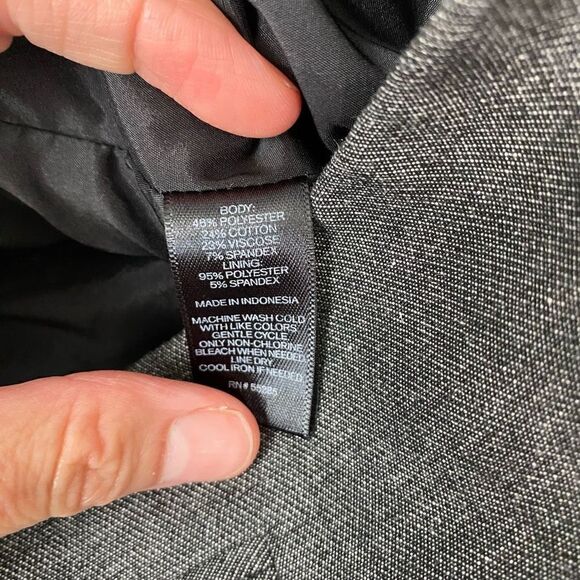 BODY:
46% POLYESTER
24% COTTON
23% VISCOSE
7% SPANDEX
LINING:
95% POLYESTER
5% SPANDEX
MADE IN INDONESIA
MACHINE WASH COLD
WITH LIKE COLORS.
GENTLE CYCLE.
ONLY NON-CHLORINE
BLEACH WHEN NEEDED.
LINE DRY.
COOL IRON IF NEEDED.
RN#